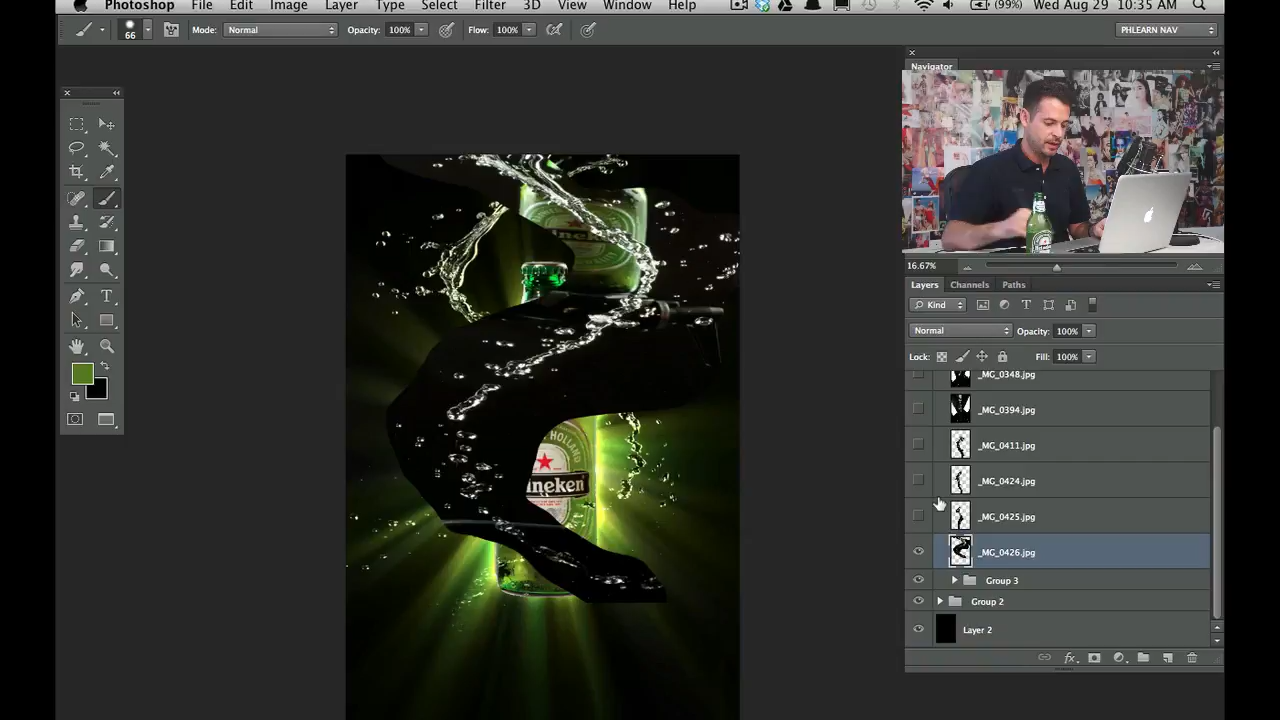 Photoshop File Edit Image Layer Type Select Filter 3D View Window Help (99%) Wed Aug 29 10:35 AM
66 Mode: Normal Opacity: 100% Flow: 100% PHLEARN NAV
Navigator
16.67%
Layers Channels Paths
Kind
Normal Opacity: 100%
Lock: Fill: 100%
_MG_0348.jpg
_MG_0394.jpg
_MG_0411.jpg
_MG_0424.jpg
_MG_0425.jpg
_MG_0426.jpg
Group 3
Group 2
Layer 2
fx
HOLLAND
neken